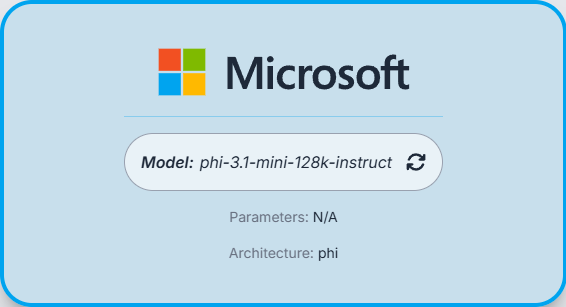 Microsoft
Model: phi-3.1-mini-128k-instruct
Parameters: N/A
Architecture: phi